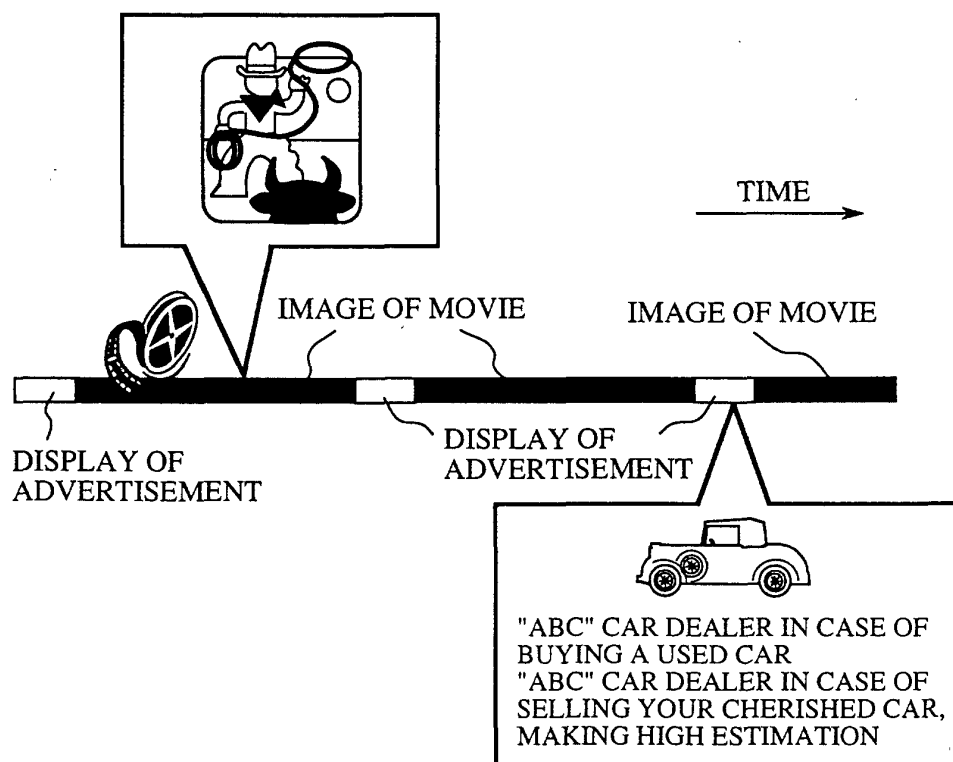 TIME
IMAGE OF MOVIE
IMAGE OF MOVIE
DISPLAY OF
ADVERTISEMENT
DISPLAY OF
ADVERTISEMENT
"ABC" CAR DEALER IN CASE OF
BUYING A USED CAR
"ABC" CAR DEALER IN CASE OF
SELLING YOUR CHERISHED CAR,
MAKING HIGH ESTIMATION